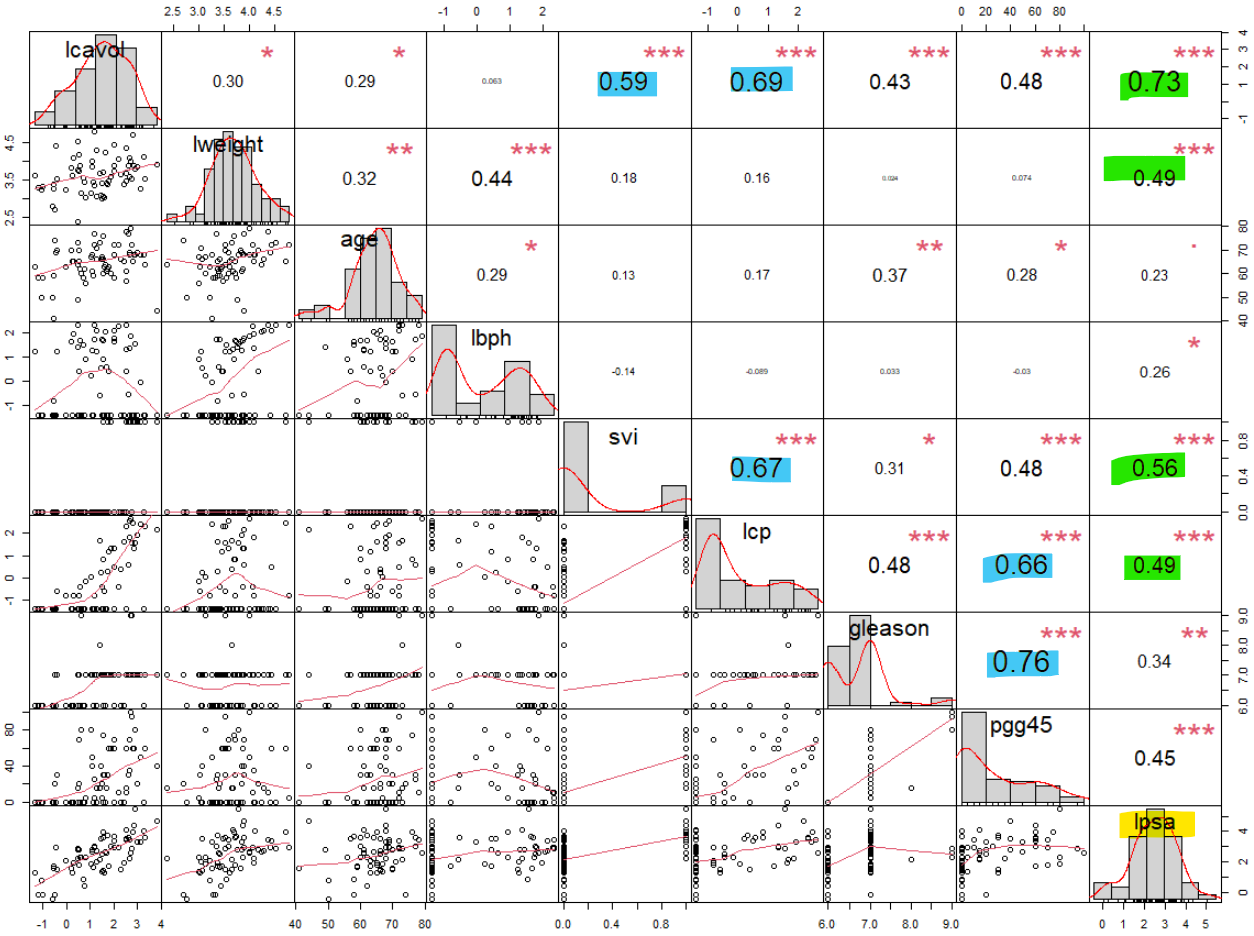 2.5 3.0 3.5 4.0 4.5 -1 0 1 2 -1 0 1 2 0 20 40 60 80
lcavol * * *** *** *** *** ***
0.30 0.29 0.063 0.59 0.69 0.43 0.48 0.73
-1 0 1 2 3 4
lweight ** *** ***
0.32 0.44 0.18 0.16 0.024 0.074 0.49
2.5 3.5 4.5
age * ** * .
0.29 0.13 0.17 0.37 0.28 0.23
40 50 60 70 80
lbph *
-0.14 -0.089 0.033 -0.03 0.26
-1 0 1 2
svi *** * *** ***
0.67 0.31 0.48 0.56
0.0 0.4 0.8
lcp *** *** ***
0.48 0.66 0.49
-1 0 1 2
gleason *** **
0.76 0.34
6.0 7.0 8.0 9.0
pgg45 ***
0.45
0 40 80
lpsa
0 2 4
-1 0 1 2 3 4 40 50 60 70 80 0.0 0.4 0.8 6.0 7.0 8.0 9.0 0 1 2 3 4 5